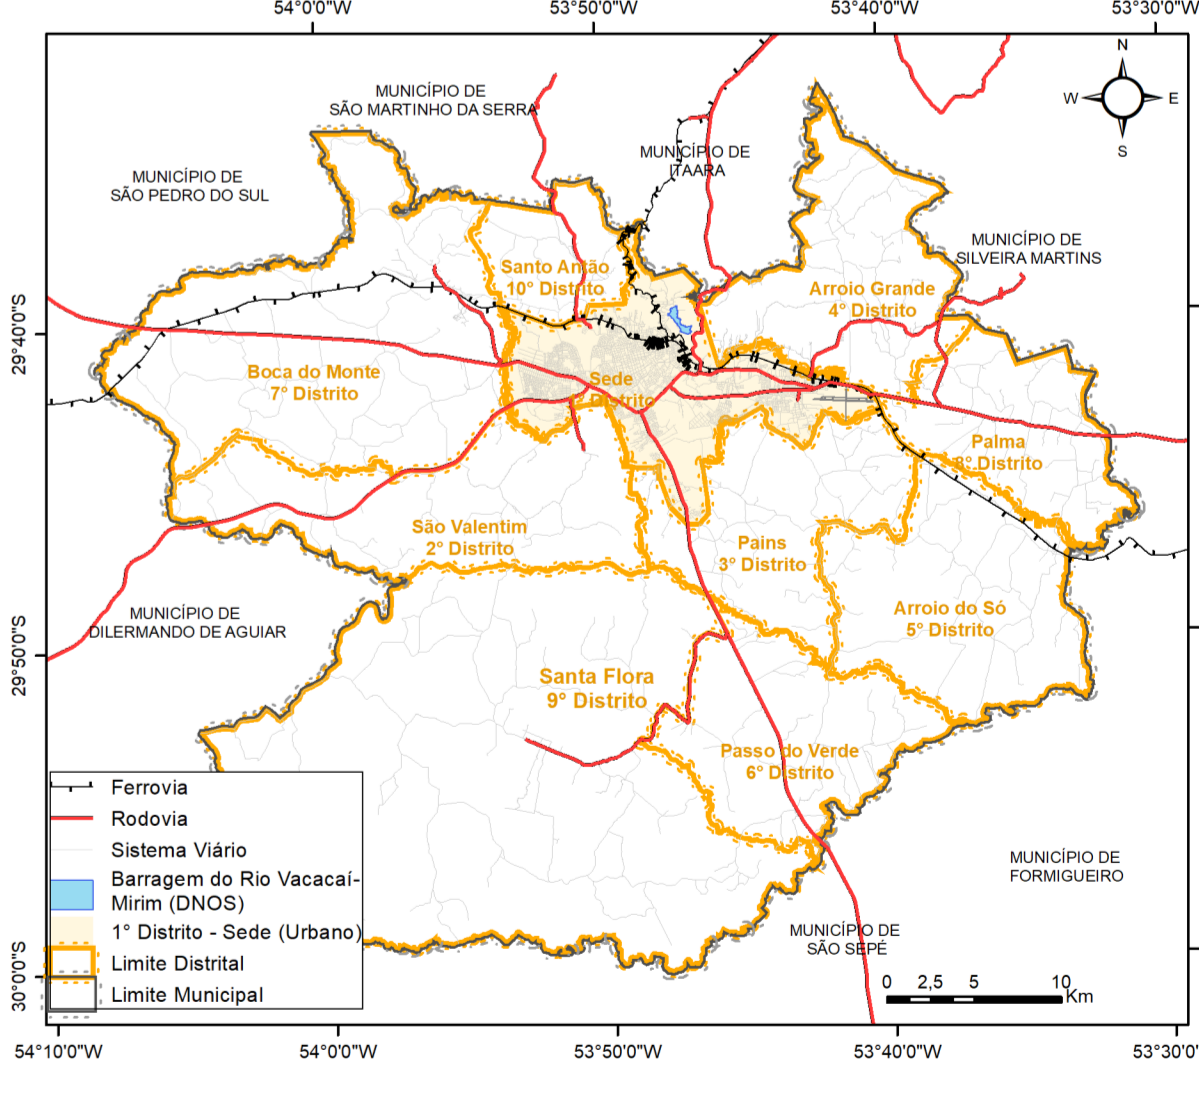 54°0'0"W
53°50'0"W
53°40'0"W
53°30'0"W
N
W
E
S
MUNICÍPIO DE
SÃO MARTINHO DA SERRA
MUNICÍPIO DE
ITAARA
MUNICÍPIO DE
SÃO PEDRO DO SUL
MUNICÍPIO DE
SILVEIRA MARTINS
Santo Antão
10° Distrito
Arroio Grande
4° Distrito
29°40'0"S
Boca do Monte
7° Distrito
Sede
Distrito
Palma
8° Distrito
São Valentim
2° Distrito
Pains
3° Distrito
Arroio do Só
5° Distrito
MUNICÍPIO DE
DILERMANDO DE AGUIAR
29°50'0"S
Santa Flora
9° Distrito
Passo do Verde
6° Distrito
Ferrovia
Rodovia
Sistema Viário
Barragem do Rio Vacacaí-
Mirim (DNOS)
1° Distrito - Sede (Urbano)
Limite Distrital
Limite Municipal
MUNICÍPIO DE
FORMIGUEIRO
MUNICÍPIO DE
SÃO SEPÉ
30°0'0"S
0 2,5 5 10
Km
54°10'0"W
54°0'0"W
53°50'0"W
53°40'0"W
53°30'0